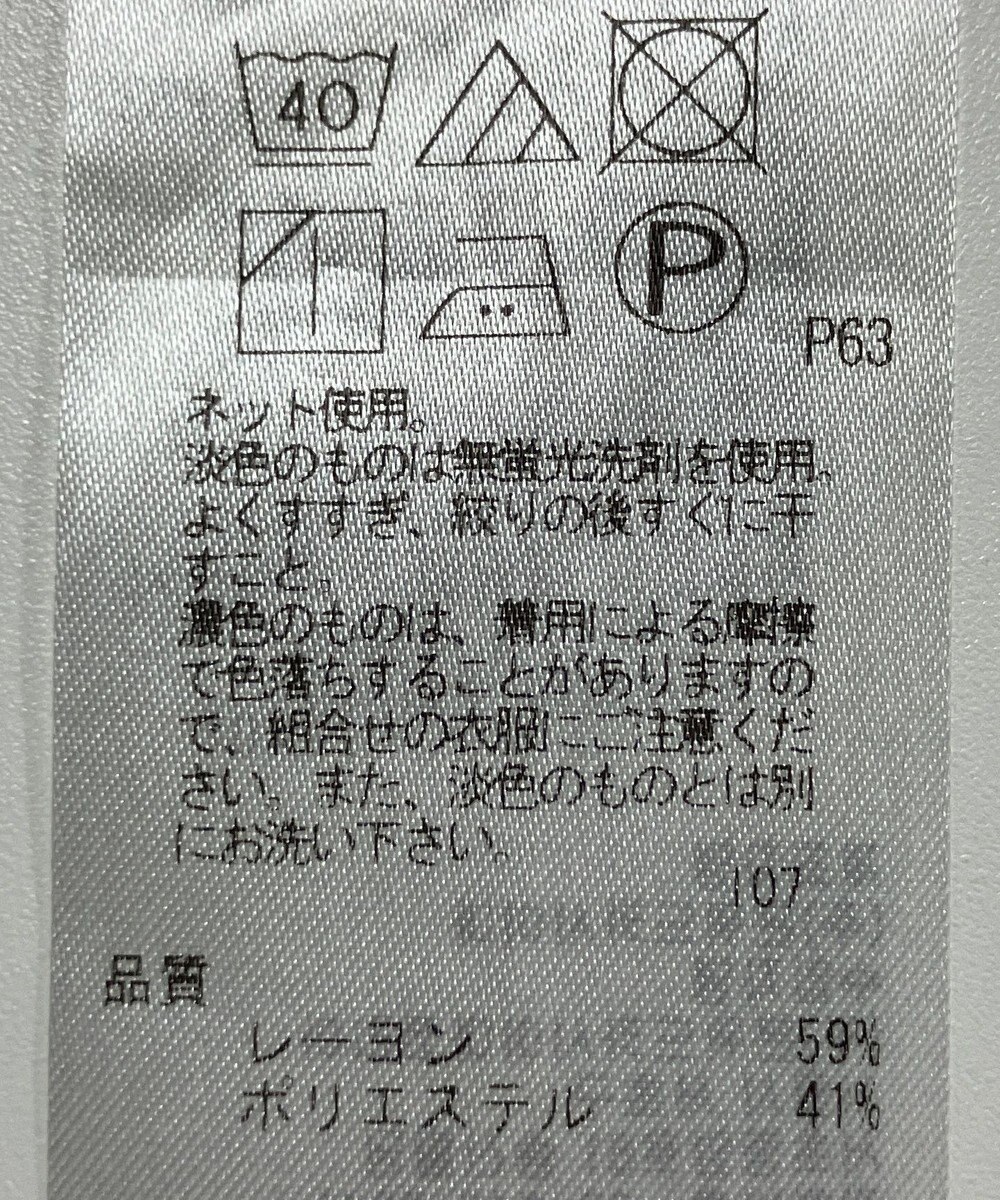 40
P
P63
ネット使用。
淡色のものは無蛍光洗剤を使用。
よくすすぎ、絞りの後すぐに干
すこと。
濃色のものは、着用による摩擦
で色落ちすることがありますの
で、組合せの衣服にご注意くだ
さい。また、淡色のものとは別
にお洗い下さい。
107
品質
レーヨン 59%
ポリエステル 41%